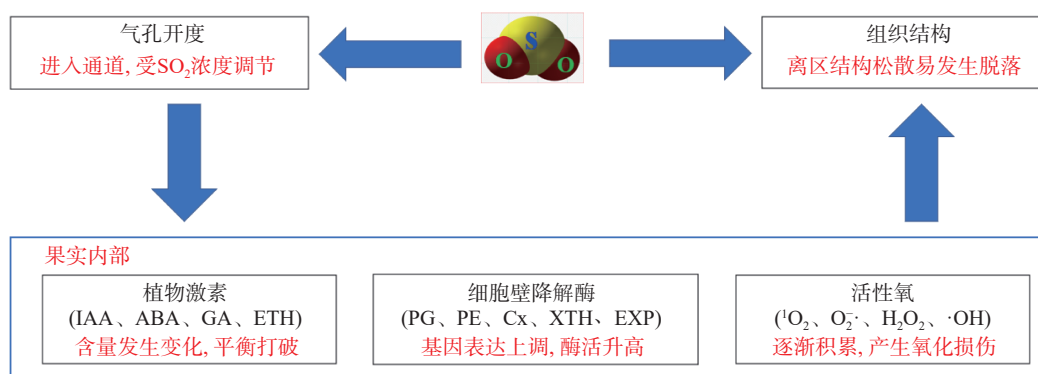 气孔开度
进入通道, 受SO₂浓度调节
S
O O
组织结构
离区结构松散易发生脱落
果实内部
植物激素
(IAA、ABA、GA、ETH)
含量发生变化, 平衡打破
细胞壁降解酶
(PG、PE、Cx、XTH、EXP)
基因表达上调, 酶活升高
活性氧
(¹O₂、O₂⁻·、H₂O₂、·OH)
逐渐积累, 产生氧化损伤